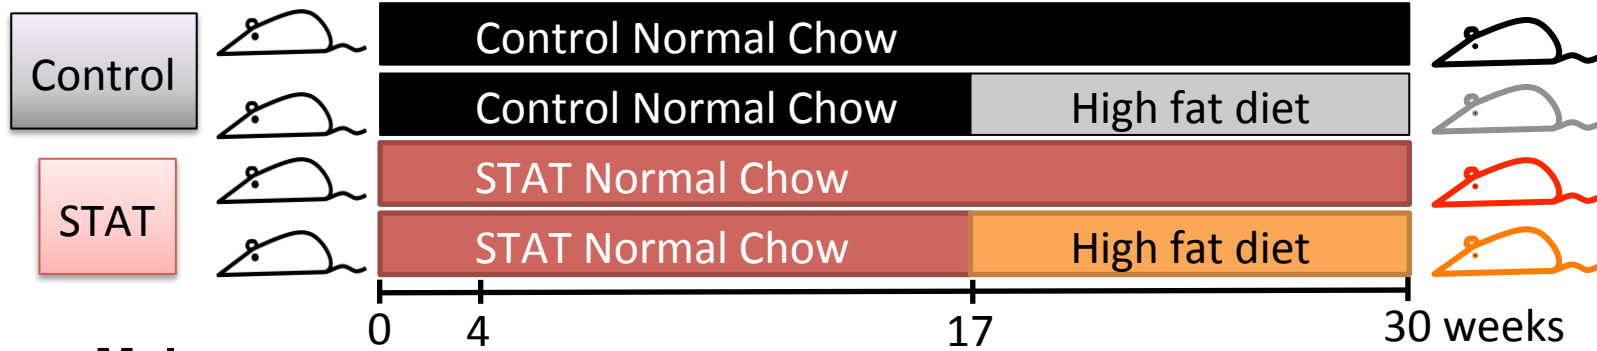 Control
Control Normal Chow
Control Normal Chow High fat diet
STAT
STAT Normal Chow
STAT Normal Chow High fat diet
0 4 17 30 weeks